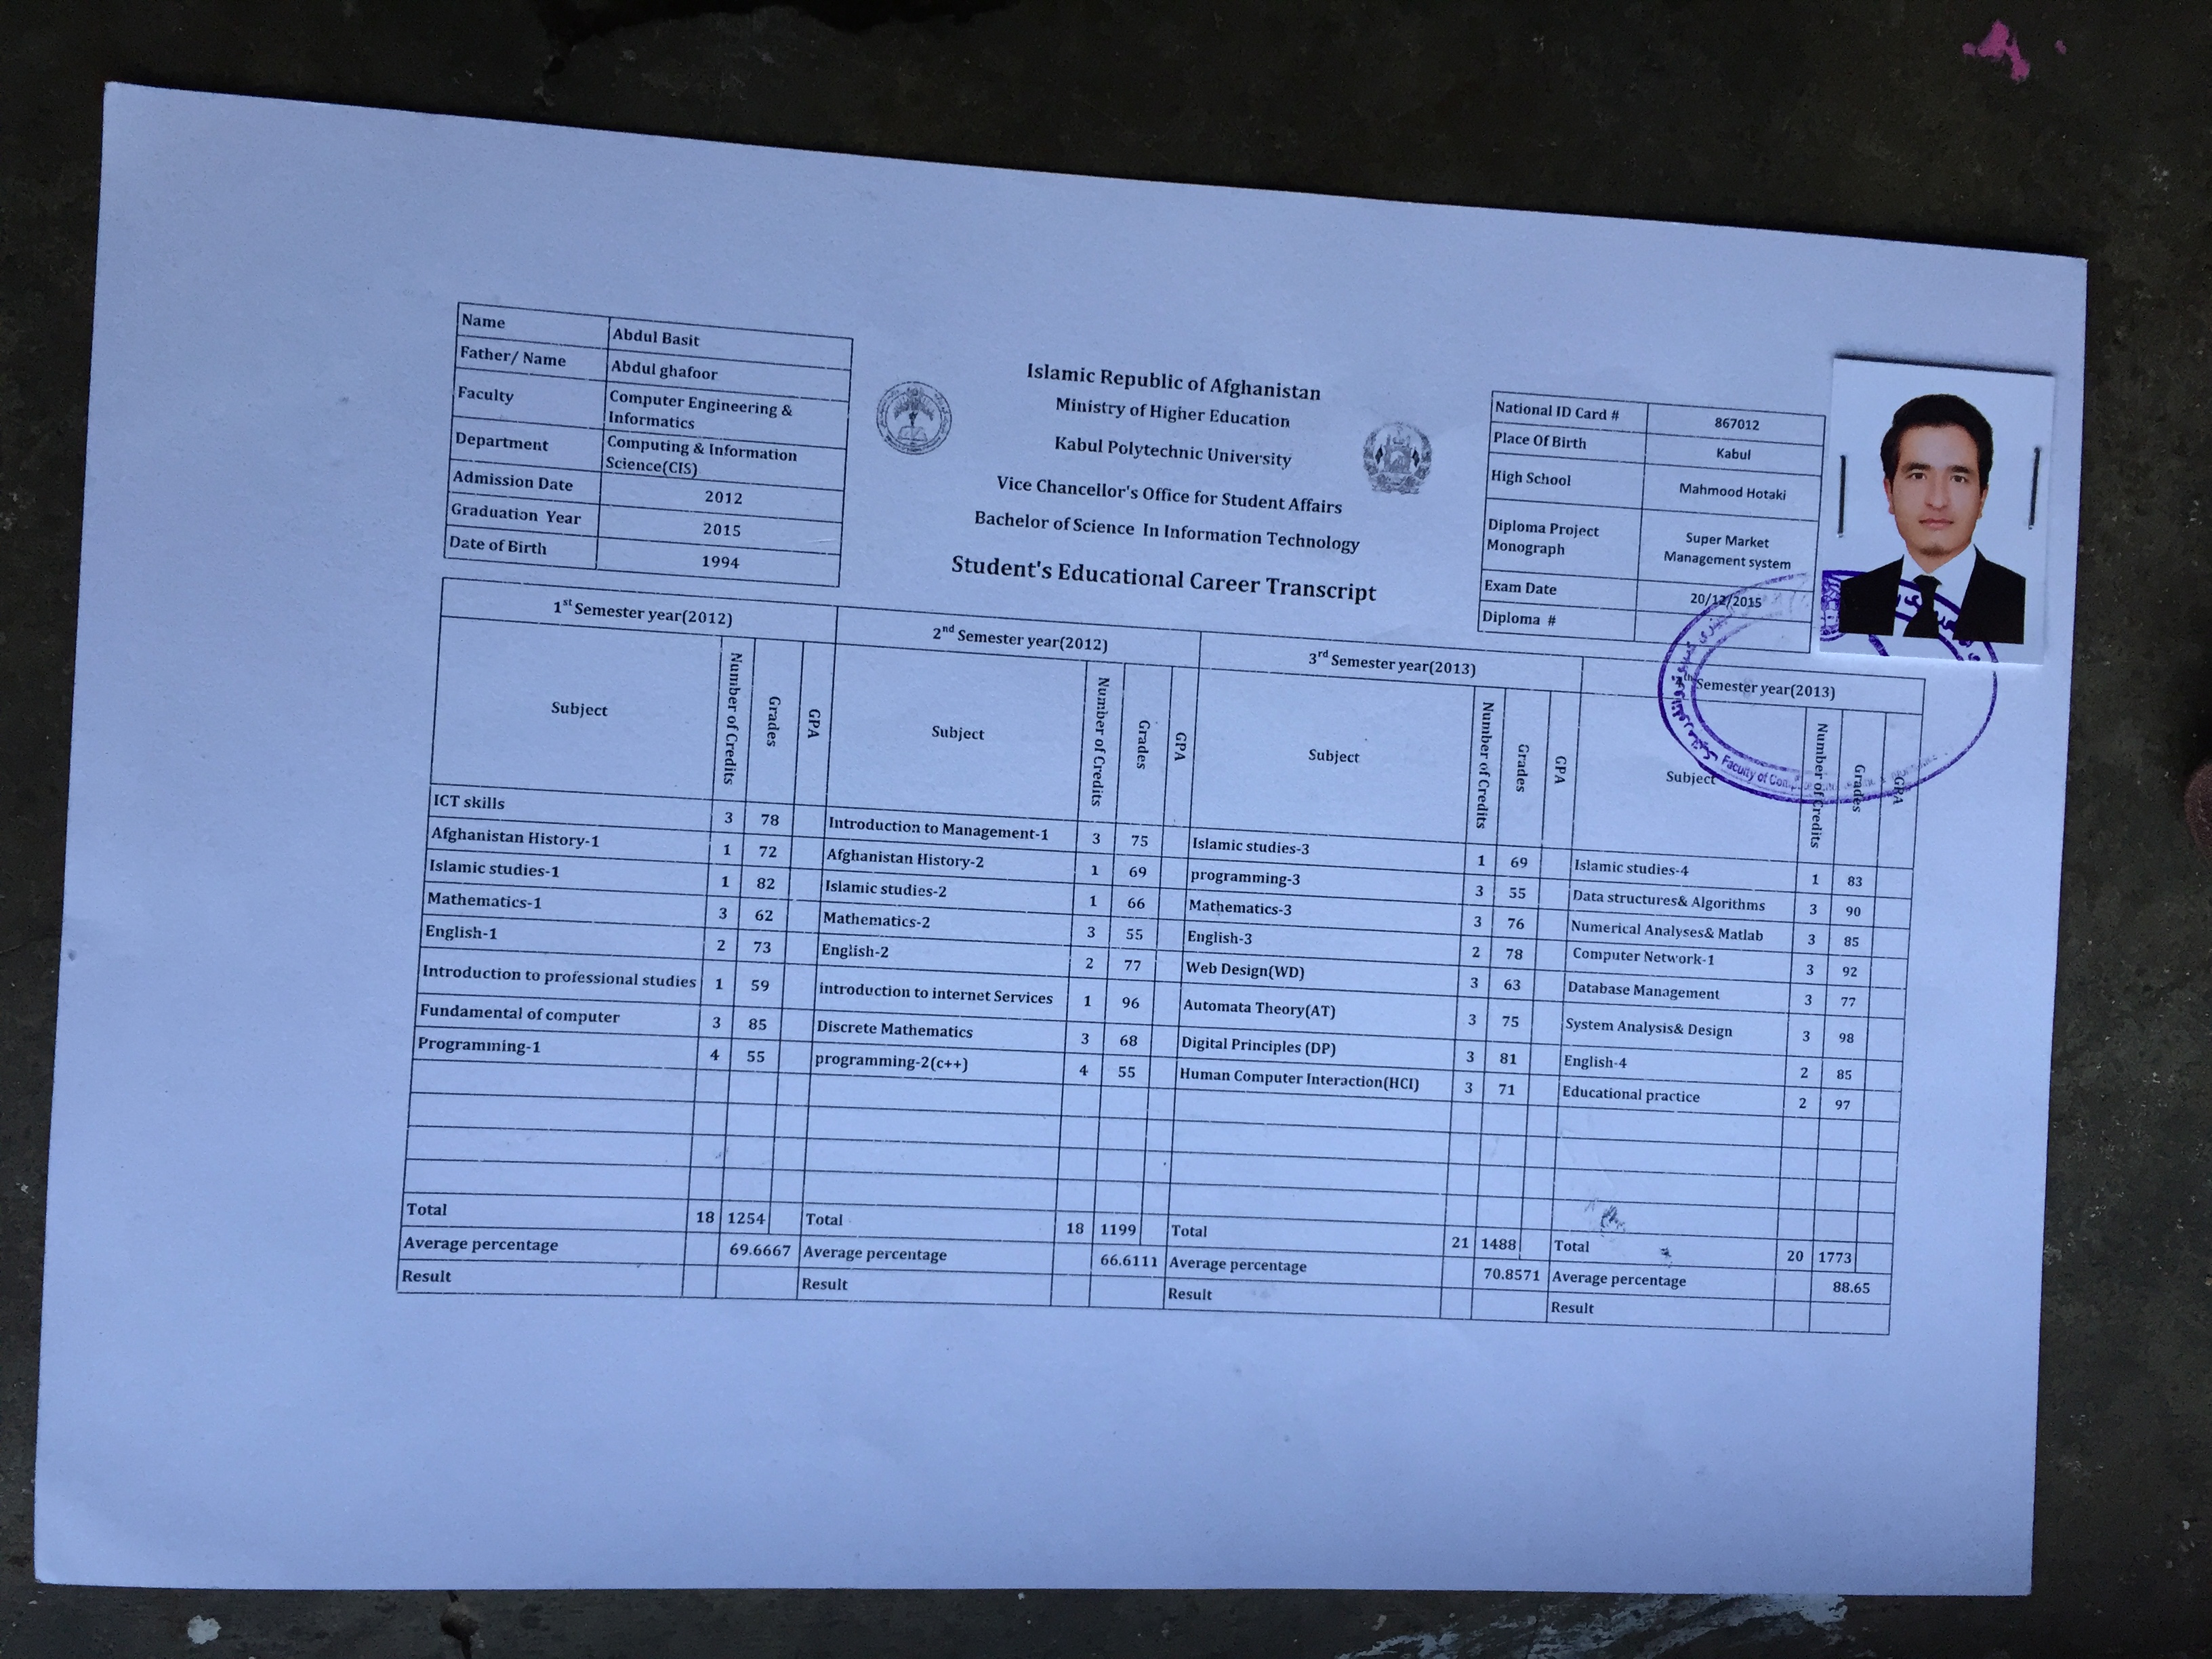 Name Abdul Basit
Father/ Name Abdul ghafoor
Faculty Computer Engineering &
Informatics
Department Computing & Information
Science(CIS)
Admission Date 2012
Graduation Year 2015
Date of Birth 1994
Islamic Republic of Afghanistan
Ministry of Higher Education
Kabul Polytechnic University
Vice Chancellor's Office for Student Affairs
Bachelor of Science In Information Technology
Student's Educational Career Transcript
National ID Card # 867012
Place Of Birth Kabul
High School Mahmood Hotaki
Diploma Project
Monograph
Super Market
Management system
Exam Date 20/12/2015
Diploma #
1st Semester year(2012) 2nd Semester year(2012) 3rd Semester year(2013) Semester year(2013)
Subject Number of Credits Grades GPA Subject Number of Credits Grades GPA Subject Number of Credits Grades GPA Subject Number of Credits Grades GPA
Faculty of
ICT skills 3 78 Introduction to Management-1 3 75 Islamic studies-3 1 69 Islamic studies-4 1 83
Afghanistan History-1 1 72 Afghanistan History-2 1 69 programming-3 3 55 Data structures& Algorithms 3 90
Islamic studies-1 1 82 Islamic studies-2 1 66 Mathematics-3 3 76 Numerical Analyses& Matlab 3 85
Mathematics-1 3 62 Mathematics-2 3 55 English-3 2 78 Computer Network-1 3 92
English-1 2 73 English-2 2 77 Web Design(WD) 3 63 Database Management 3 77
Introduction to professional studies 1 59 introduction to internet Services 1 96 Automata Theory(AT) 3 75 System Analysis& Design 3 98
Fundamental of computer 3 85 Discrete Mathematics 3 68 Digital Principles (DP) 3 81 English-4 2 85
Programming-1 4 55 programming-2(c++) 4 55 Human Computer Interaction(HCI) 3 71 Educational practice 2 97
Total 18 1254 Total 18 1199 Total 21 1488 Total 20 1773
Average percentage 69.6667 Average percentage 66.6111 Average percentage 70.8571 Average percentage 88.65
Result Result Result Result